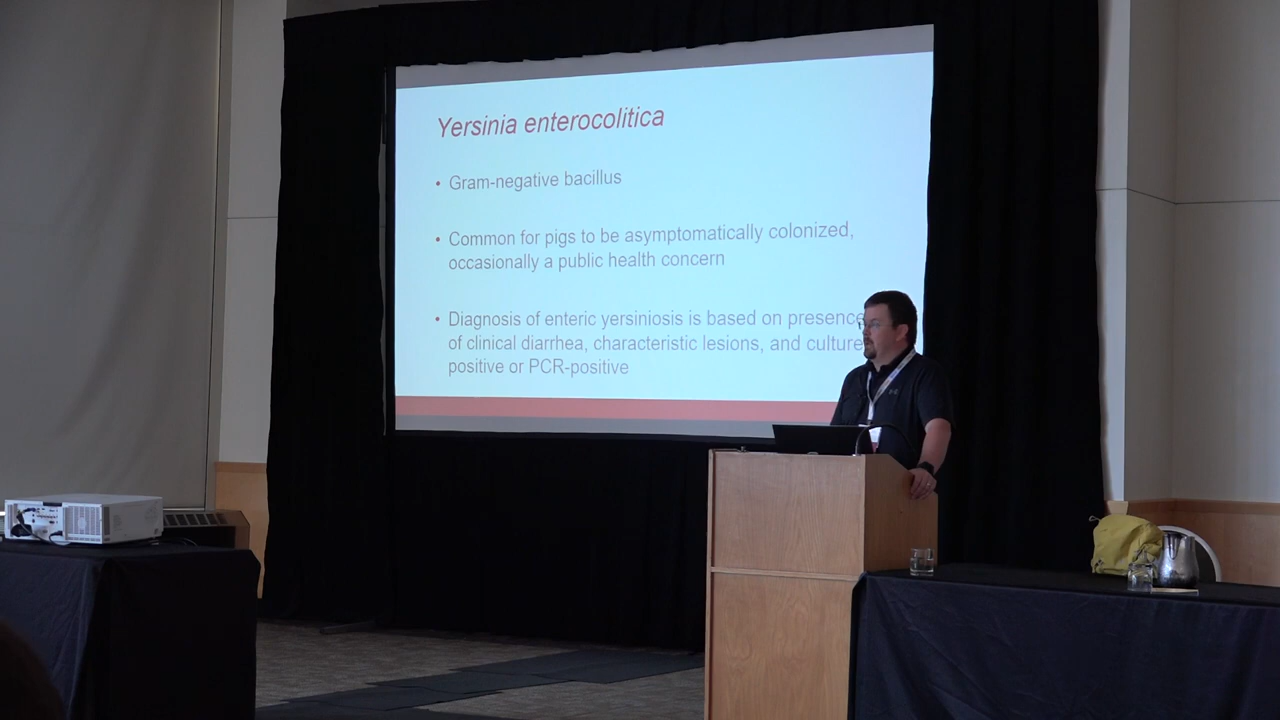 Yersinia enterocolitica
• Gram-negative bacillus
• Common for pigs to be asymptomatically colonized,
occasionally a public health concern
• Diagnosis of enteric yersiniosis is based on presence
of clinical diarrhea, characteristic lesions, and culture
positive or PCR-positive